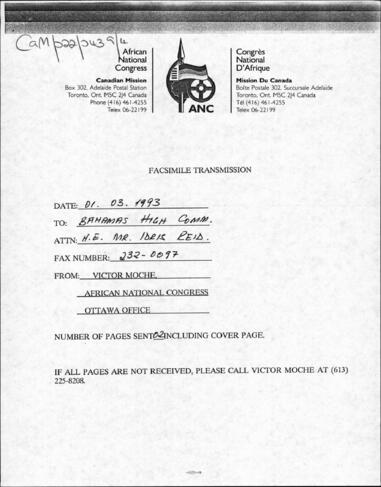 CAM p22/p43 9/4
African
National
Congress
Canadian Mission
Box 302, Adelaide Postal Station
Toronto, Ont. M5C 2J4 Canada
Phone (416) 461-4255
Telex 06-22199
ANC
Congrès
National
D'Afrique
Mission Du Canada
Boîte Postale 302, Succursale Adelaide
Toronto, Ont. M5C 2J4 Canada
Tél (416) 461-4255
Telex 06-22199
FACSIMILE TRANSMISSION
DATE: 01. 03. 1993
TO: BAHAMAS HIGH COMM.
ATTN: H.E. MR. IDRIS REID.
FAX NUMBER: 232-0097
FROM: VICTOR MOCHE,
AFRICAN NATIONAL CONGRESS
OTTAWA OFFICE
NUMBER OF PAGES SENT 02 INCLUDING COVER PAGE.
IF ALL PAGES ARE NOT RECEIVED, PLEASE CALL VICTOR MOCHE AT (613)
225-8208.